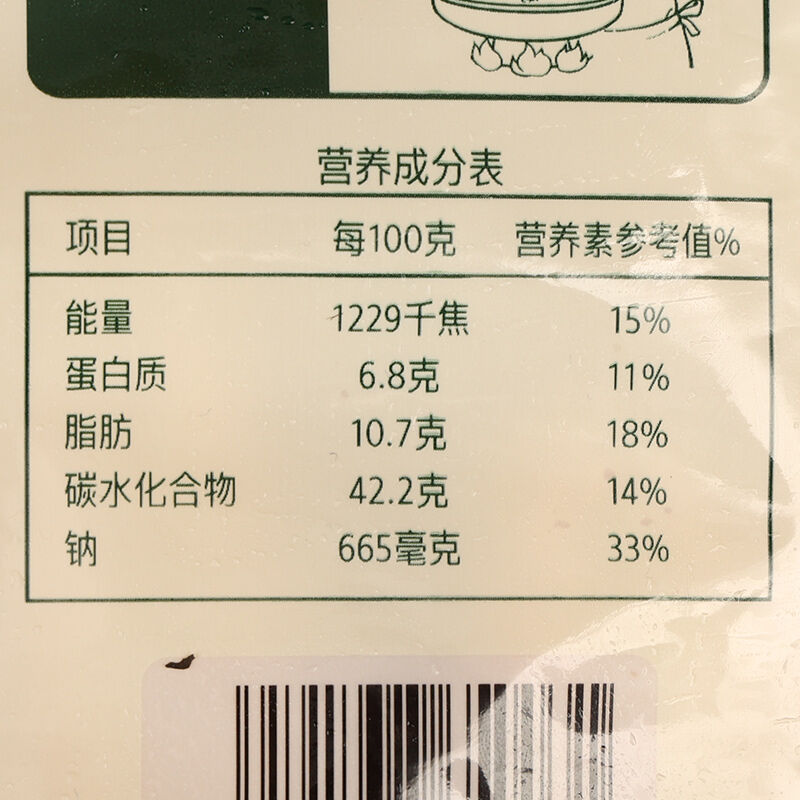 营养成分表
项目 每100克 营养素参考值%
能量 1229千焦 15%
蛋白质 6.8克 11%
脂肪 10.7克 18%
碳水化合物 42.2克 14%
钠 665毫克 33%